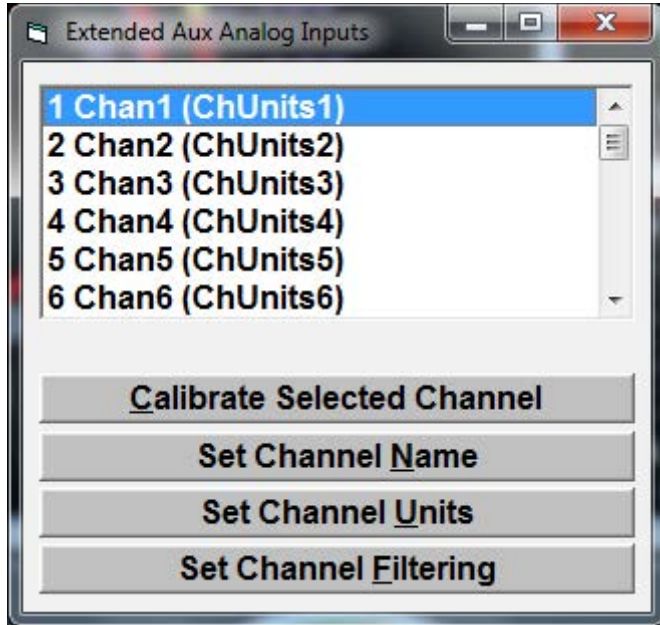 Extended Aux Analog Inputs
1 Chan1 (ChUnits1)
2 Chan2 (ChUnits2)
3 Chan3 (ChUnits3)
4 Chan4 (ChUnits4)
5 Chan5 (ChUnits5)
6 Chan6 (ChUnits6)
Calibrate Selected Channel
Set Channel Name
Set Channel Units
Set Channel Filtering